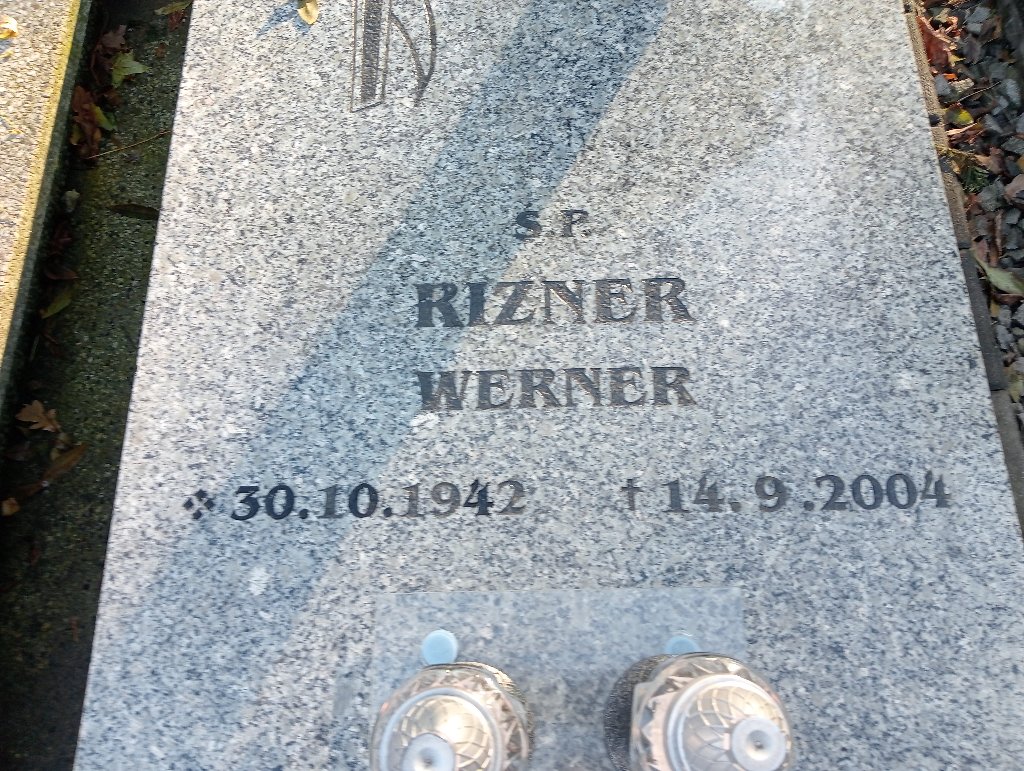 S.P.
RIZNER
WERNER
30.10.1942 † 14.9.2004